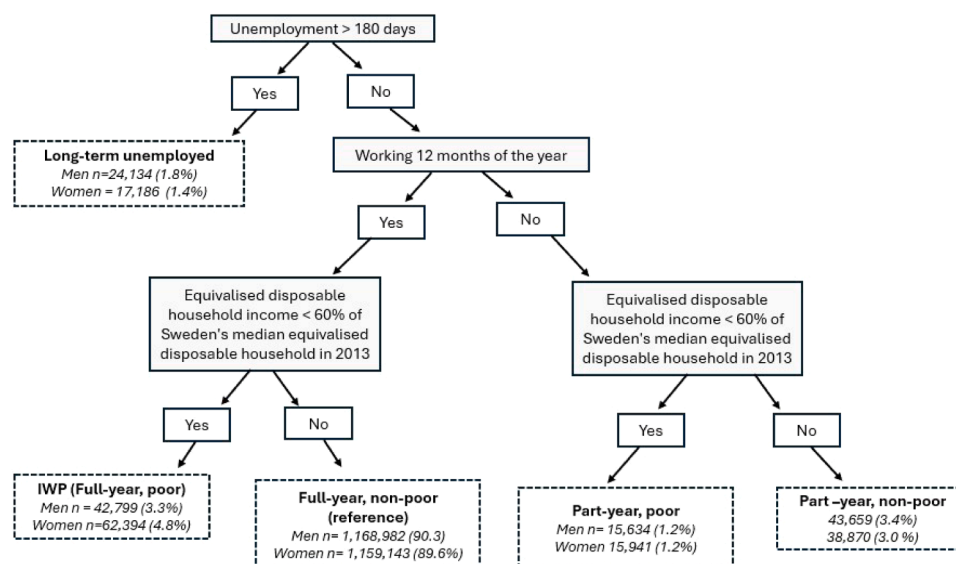 Unemployment > 180 days
Yes
No
Long-term unemployed
Men n=24,134 (1.8%)
Women = 17,186 (1.4%)
Working 12 months of the year
Yes
No
Equivalised disposable
household income < 60% of
Sweden's median equivalised
disposable household in 2013
Equivalised disposable
household income < 60% of
Sweden's median equivalised
disposable household in 2013
Yes
No
Yes
No
IWP (Full-year, poor)
Men n = 42,799 (3.3%)
Women n=62,394 (4.8%)
Full-year, non-poor
(reference)
Men n= 1,168,982 (90.3)
Women n= 1,159,143 (89.6%)
Part-year, poor
Men n= 15,634 (1.2%)
Women 15,941 (1.2%)
Part –year, non-poor
43,659 (3.4%)
38,870 (3.0 %)